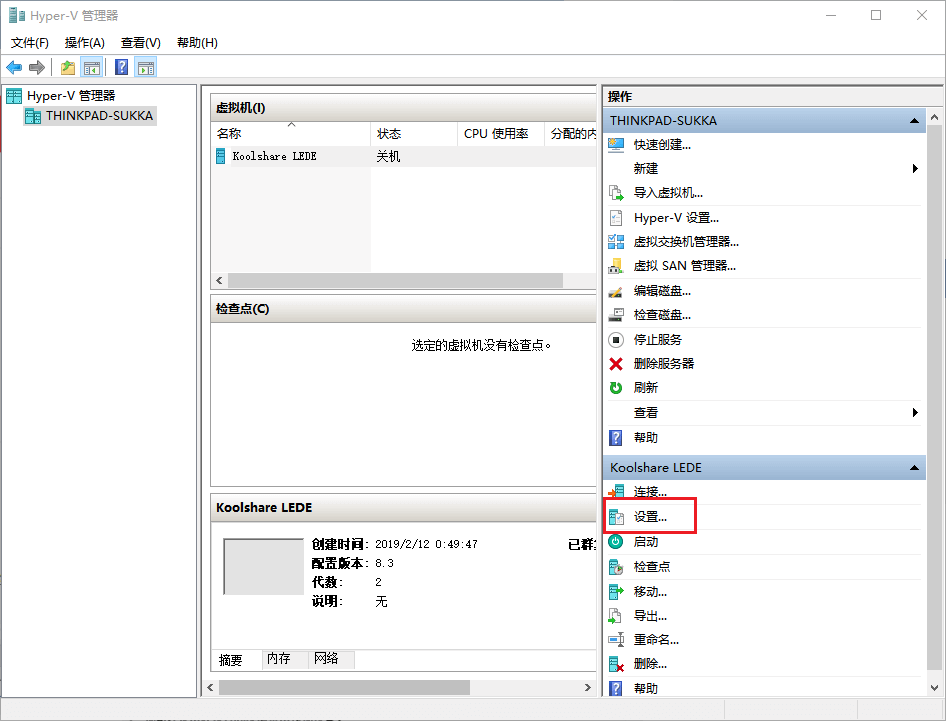 Hyper-V 管理器
文件(F) 操作(A) 查看(V) 帮助(H)
Hyper-V 管理器
THINKPAD-SUKKA
虚拟机(I)
名称 状态 CPU 使用率 分配的内
Koolshare LEDE 关机
检查点(C)
选定的虚拟机没有检查点。
Koolshare LEDE
创建时间: 2019/2/12 0:49:47 已群
配置版本: 8.3
代数: 2
说明: 无
摘要 内存 网络
操作
THINKPAD-SUKKA
快速创建...
新建
导入虚拟机...
Hyper-V 设置...
虚拟交换机管理器...
虚拟 SAN 管理器...
编辑磁盘...
检查磁盘...
停止服务
删除服务器
刷新
查看
帮助
Koolshare LEDE
连接...
设置...
启动
检查点
移动...
导出...
重命名...
删除...
帮助